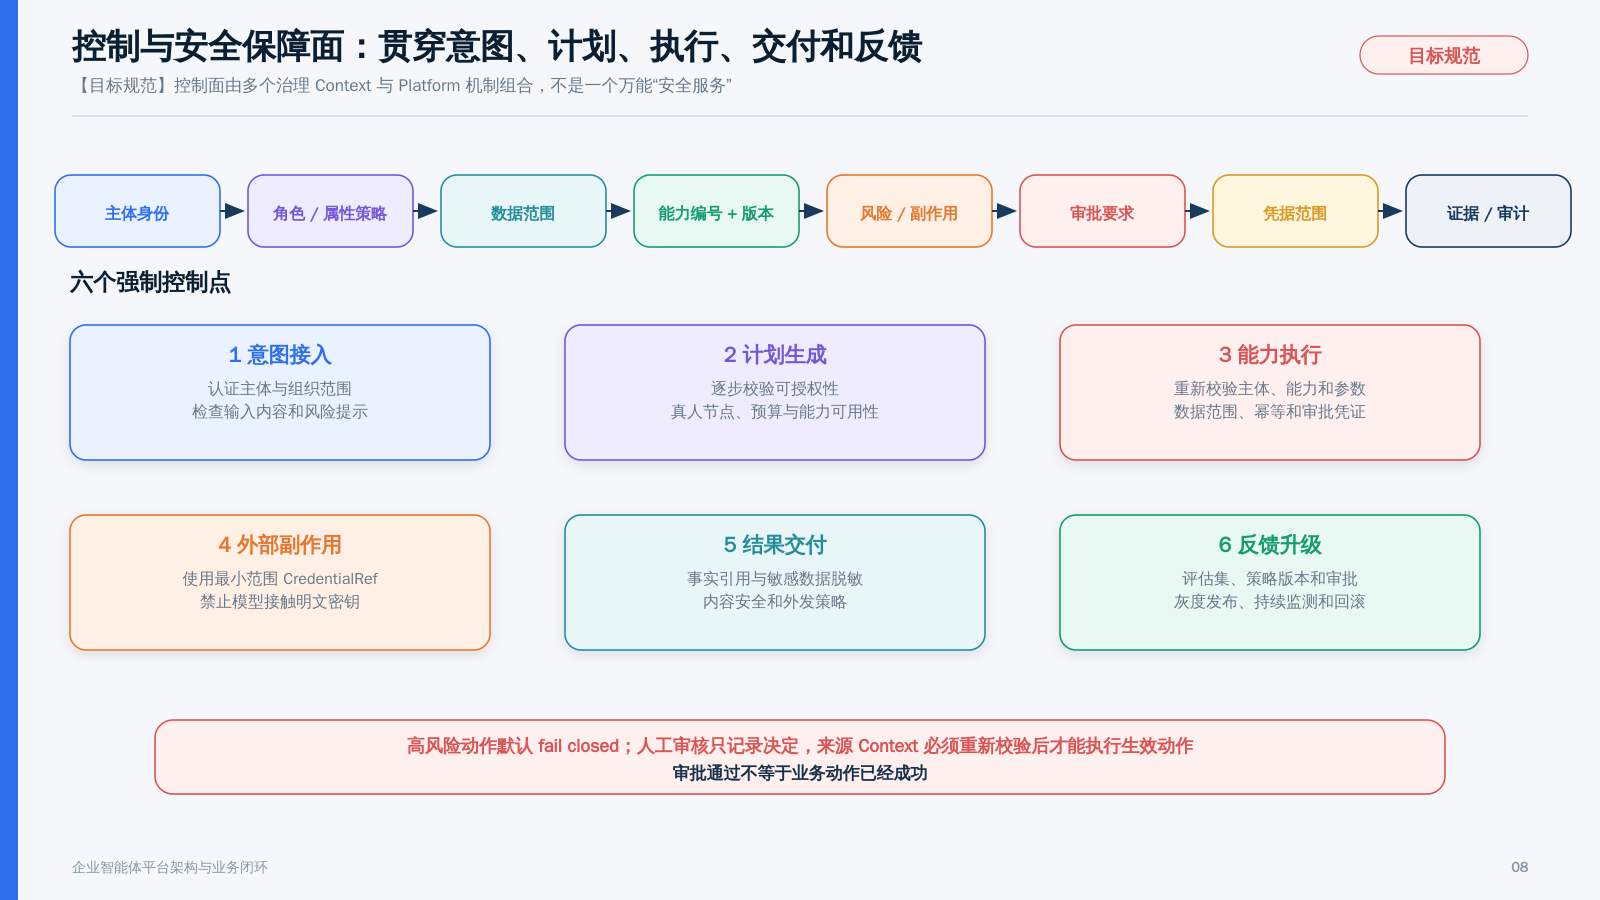 控制与安全保障面：贯穿意图、计划、执行、交付和反馈
目标规范
【目标规范】控制面由多个治理 Context 与 Platform 机制组合，不是一个万能“安全服务”
主体身份
角色 / 属性策略
数据范围
能力编号 + 版本
风险 / 副作用
审批要求
凭据范围
证据 / 审计
六个强制控制点
1 意图接入
认证主体与组织范围
检查输入内容和风险提示
2 计划生成
逐步校验可授权性
真人节点、预算与能力可用性
3 能力执行
重新校验主体、能力和参数
数据范围、幂等和审批凭证
4 外部副作用
使用最小范围 CredentialRef
禁止模型接触明文密钥
5 结果交付
事实引用与敏感数据脱敏
内容安全和外发策略
6 反馈升级
评估集、策略版本和审批
灰度发布、持续监测和回滚
高风险动作默认 fail closed；人工审核只记录决定，来源 Context 必须重新校验后才能执行生效动作
审批通过不等于业务动作已经成功
企业智能体平台架构与业务闭环
08